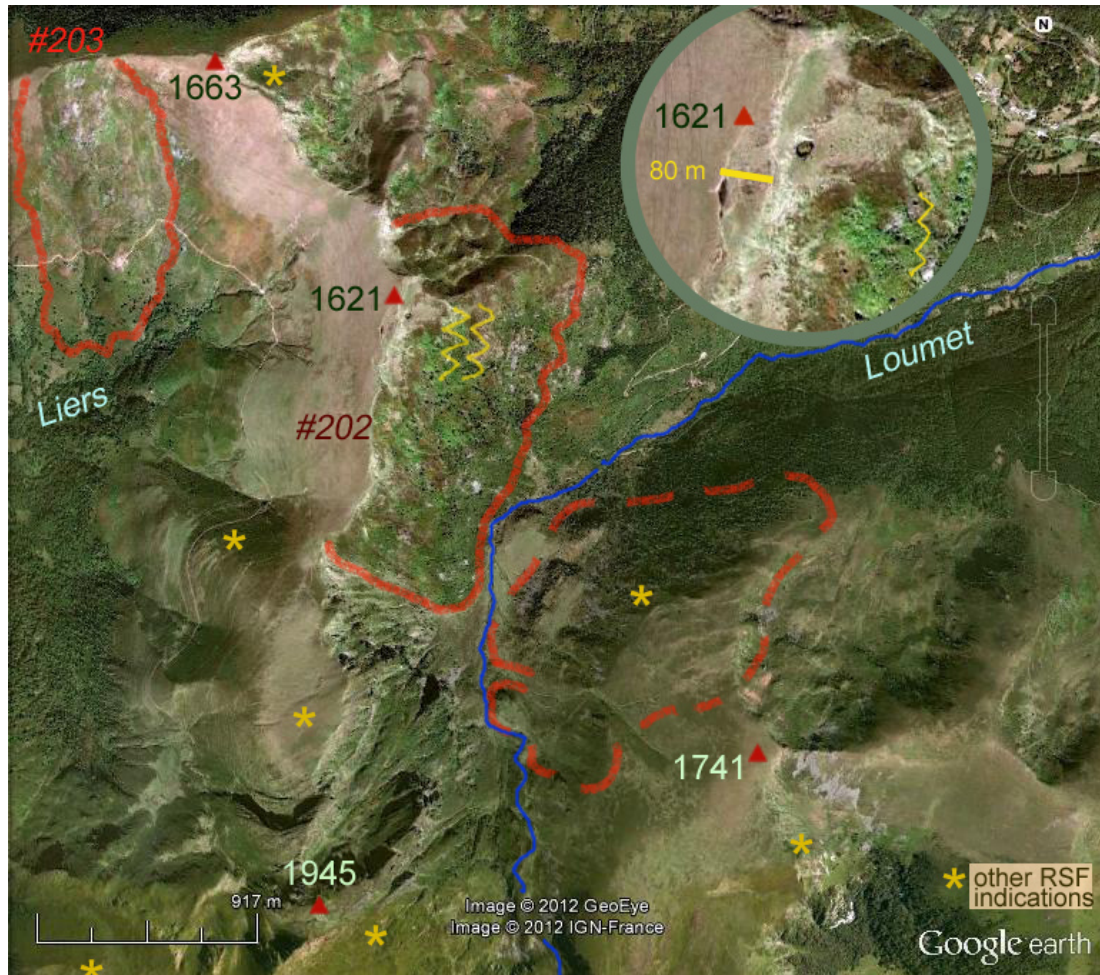 #203
N
1663
1621
80 m
1621
Loumet
Liers
#202
1741
1945
917 m
* other RSF
Indications
Image © 2012 GeoEye
Image © 2012 IGN-France
Google earth